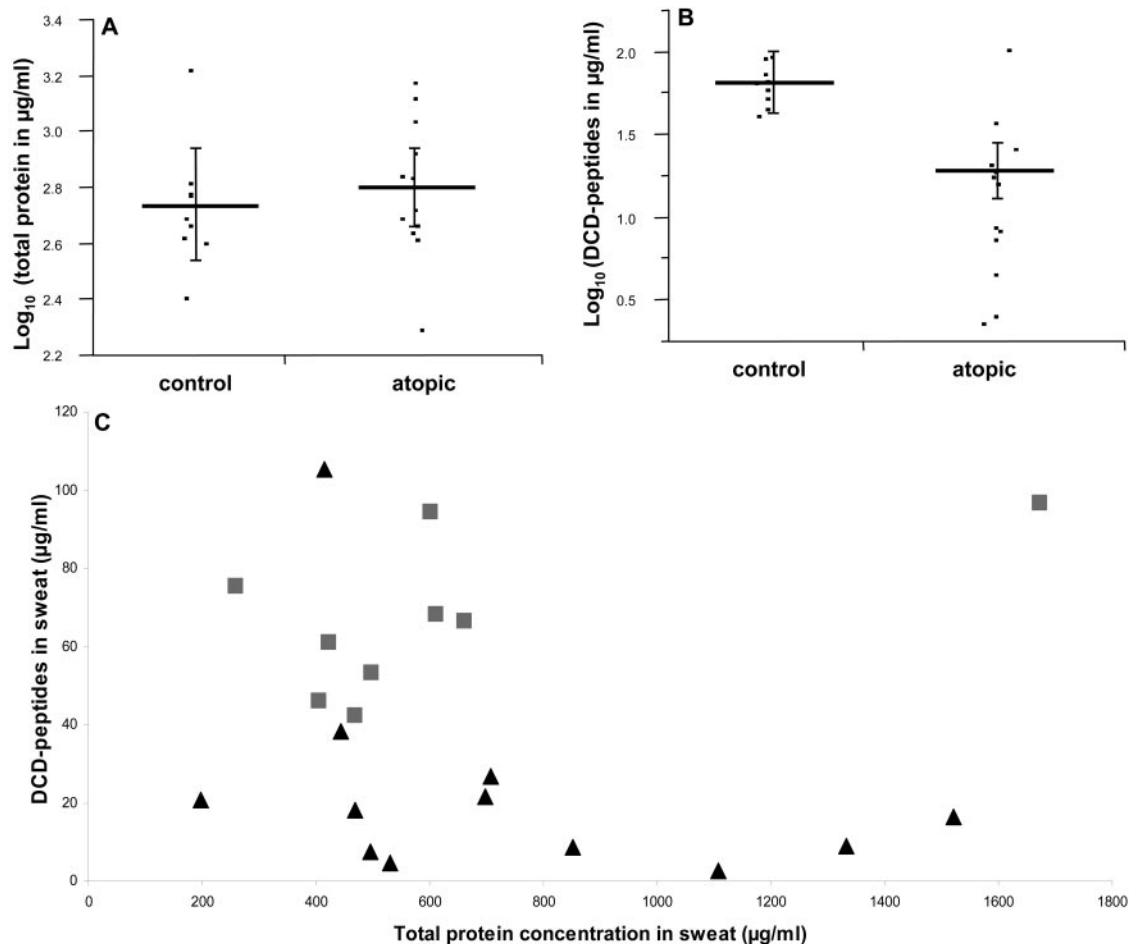 A
3.4
3.2
3.0
2.8
2.6
2.4
2.2
Log₁₀ (total protein in µg/ml)
control atopic
B
2.0
1.5
1.0
0.5
Log₁₀ (DCD-peptides in µg/ml)
control atopic
C
120
100
80
60
40
20
0
DCD-peptides in sweat (µg/ml)
0 200 400 600 800 1000 1200 1400 1600 1800
Total protein concentration in sweat (µg/ml)